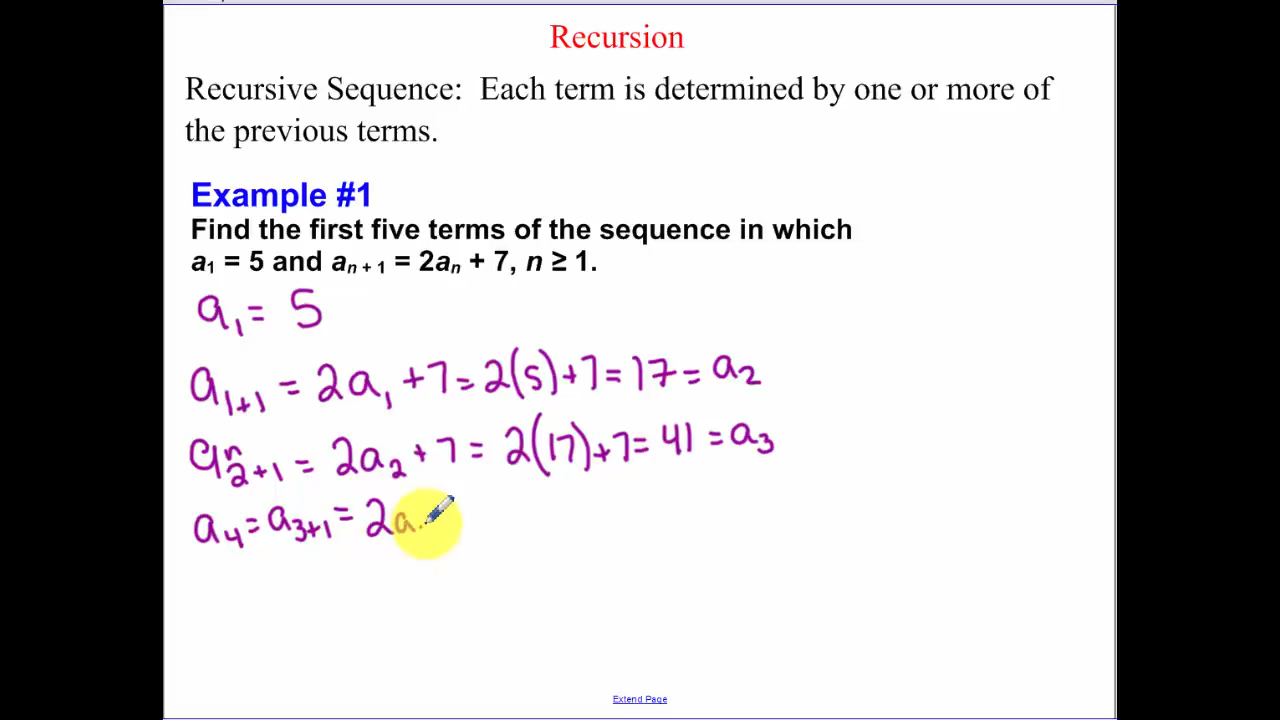 Recursion
Recursive Sequence: Each term is determined by one or more of
the previous terms.
Example #1
Find the first five terms of the sequence in which
a₁ = 5 and aₙ ₊ ₁ = 2aₙ + 7, n ≥ 1.
a₁ = 5
a₁₊₁ = 2a₁ + 7 = 2(5) + 7 = 17 = a₂
a₂₊₁ = 2a₂ + 7 = 2(17) + 7 = 41 = a₃
a₄ = a₃₊₁ = 2a
Extend Page